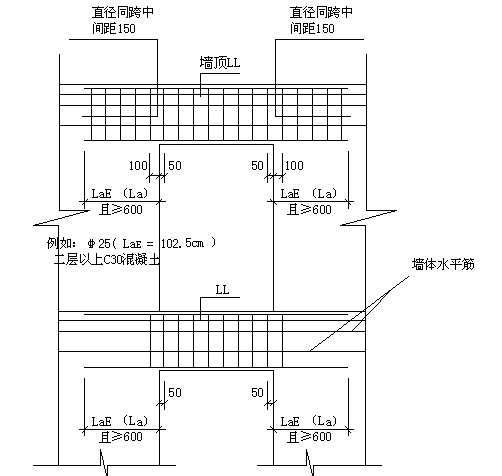 直径同跨中
间距150
直径同跨中
间距150
墙顶LL
100
50
50
100
LaE （La）
且≥600
LaE （La）
且≥600
例如: Φ25( LaE = 102.5cm )
二层以上C30混凝土
墙体水平筋
LL
50
50
LaE （La）
且≥600
LaE （La）
且≥600